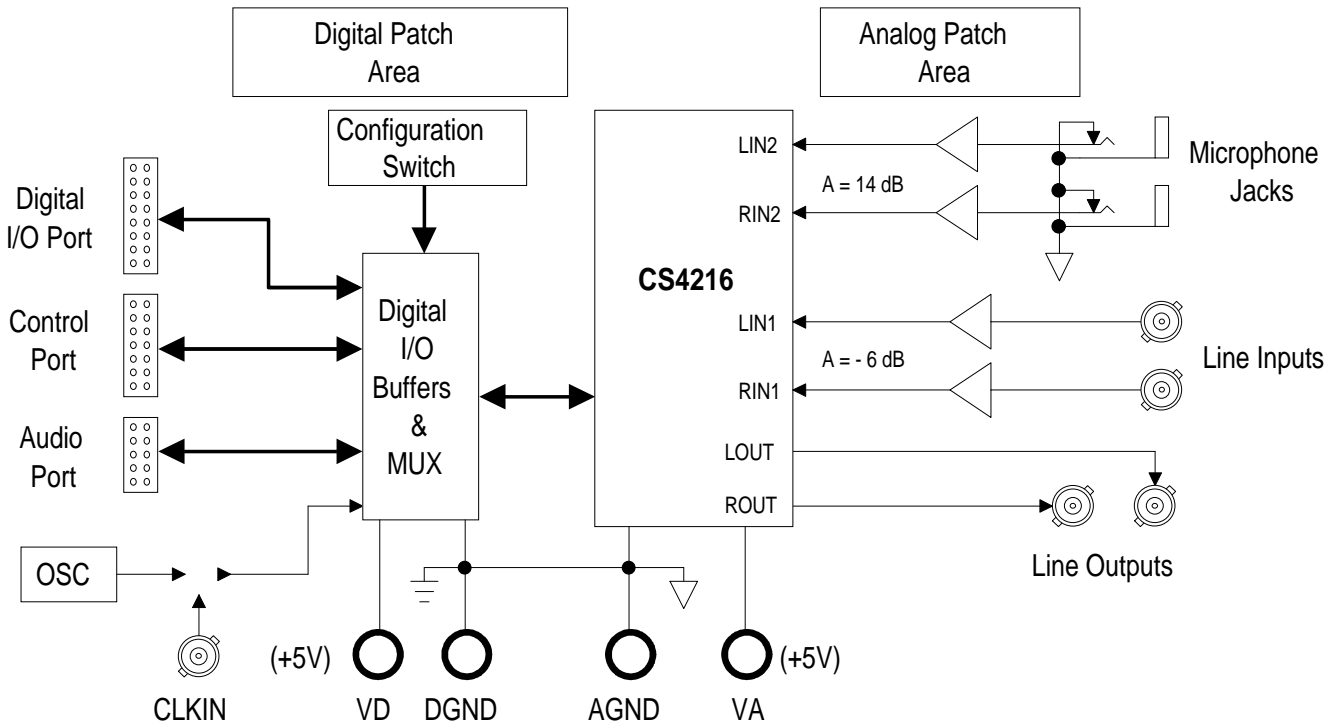 Digital Patch
Area
Analog Patch
Area
Configuration
Switch
Digital
I/O Port
Control
Port
Audio
Port
Digital
I/O
Buffers
&
MUX
CS4216
LIN2
A = 14 dB
RIN2
LIN1
A = - 6 dB
RIN1
LOUT
ROUT
Microphone
Jacks
Line Inputs
Line Outputs
OSC
CLKIN
(+5V)
VD
DGND
AGND
VA
(+5V)